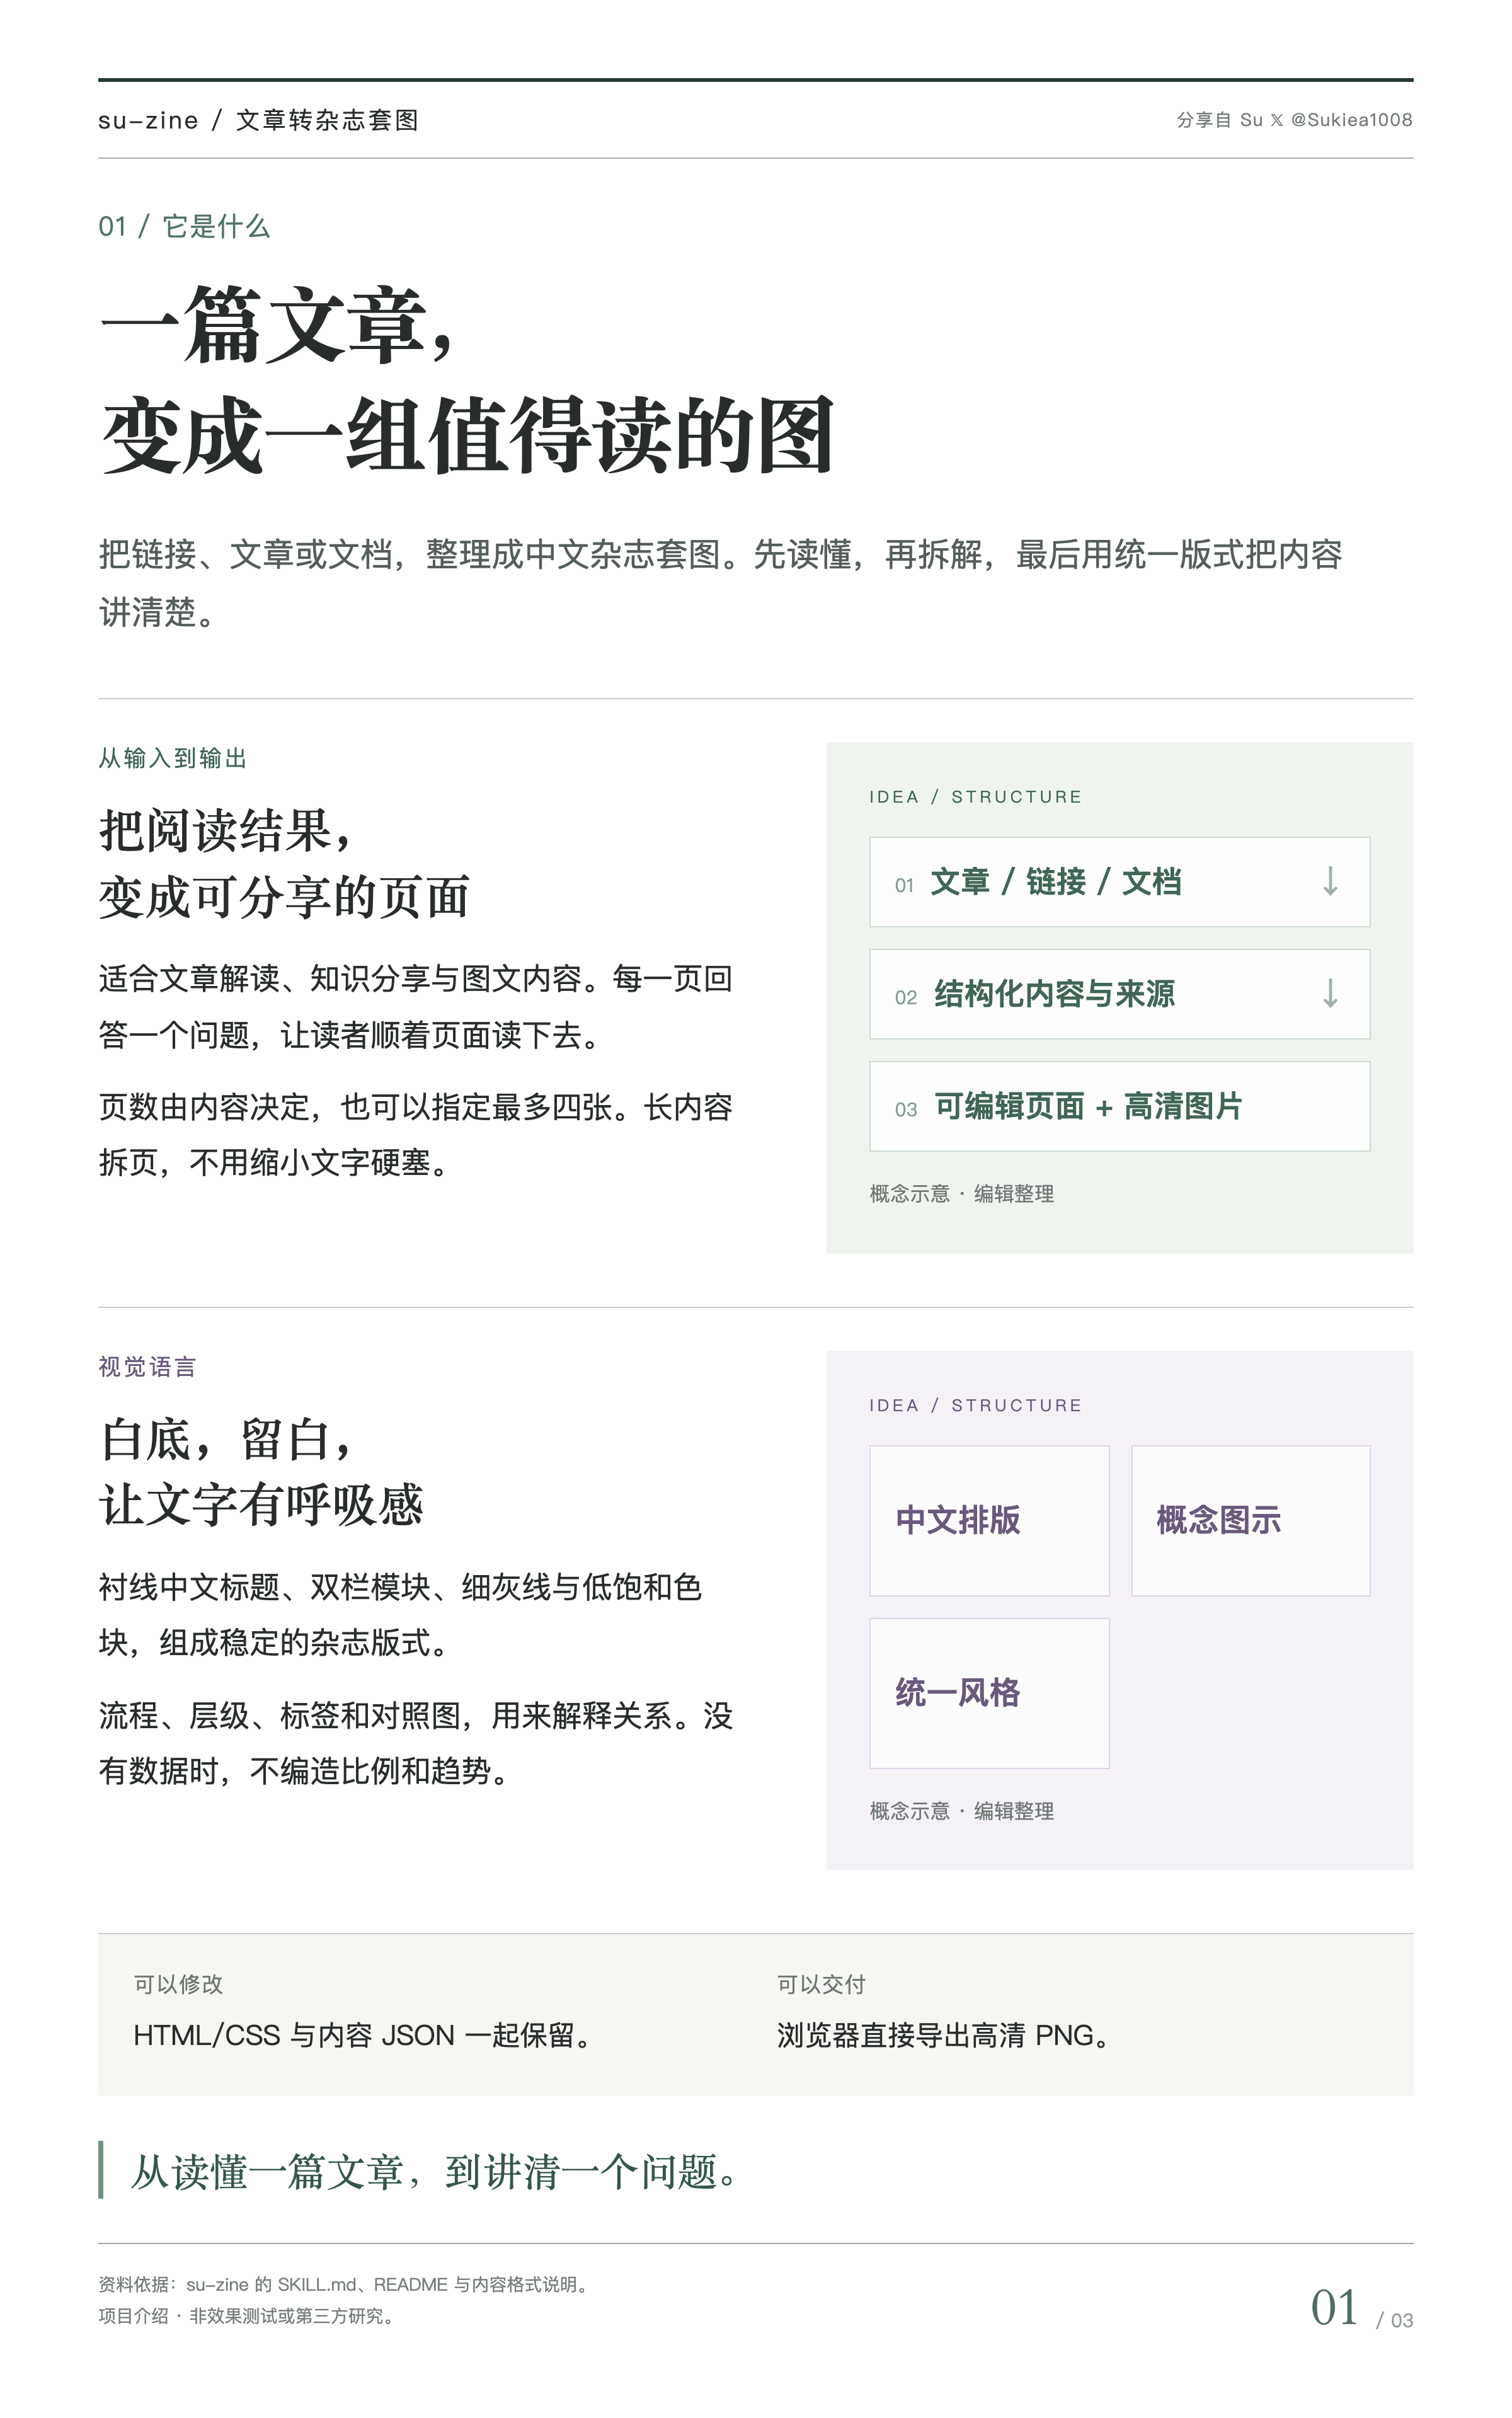 su-zine / 文章转杂志套图
分享自 Su 𝕏 @Sukiea1008
01 / 它是什么
一篇文章，
变成一组值得读的图
把链接、文章或文档，整理成中文杂志套图。先读懂，再拆解，最后用统一版式把内容
讲清楚。
从输入到输出
把阅读结果，
变成可分享的页面
适合文章解读、知识分享与图文内容。每一页回
答一个问题，让读者顺着页面读下去。
页数由内容决定，也可以指定最多四张。长内容
拆页，不用缩小文字硬塞。
IDEA / STRUCTURE
01 文章 / 链接 / 文档 ↓
02 结构化内容与来源 ↓
03 可编辑页面 + 高清图片
概念示意 · 编辑整理
视觉语言
白底，留白，
让文字有呼吸感
衬线中文标题、双栏模块、细灰线与低饱和色
块，组成稳定的杂志版式。
流程、层级、标签和对照图，用来解释关系。没
有数据时，不编造比例和趋势。
IDEA / STRUCTURE
中文排版
概念图示
统一风格
概念示意 · 编辑整理
可以修改
HTML/CSS 与内容 JSON 一起保留。
可以交付
浏览器直接导出高清 PNG。
从读懂一篇文章，到讲清一个问题。
资料依据：su-zine 的 SKILL.md、README 与内容格式说明。
项目介绍 · 非效果测试或第三方研究。
01 / 03